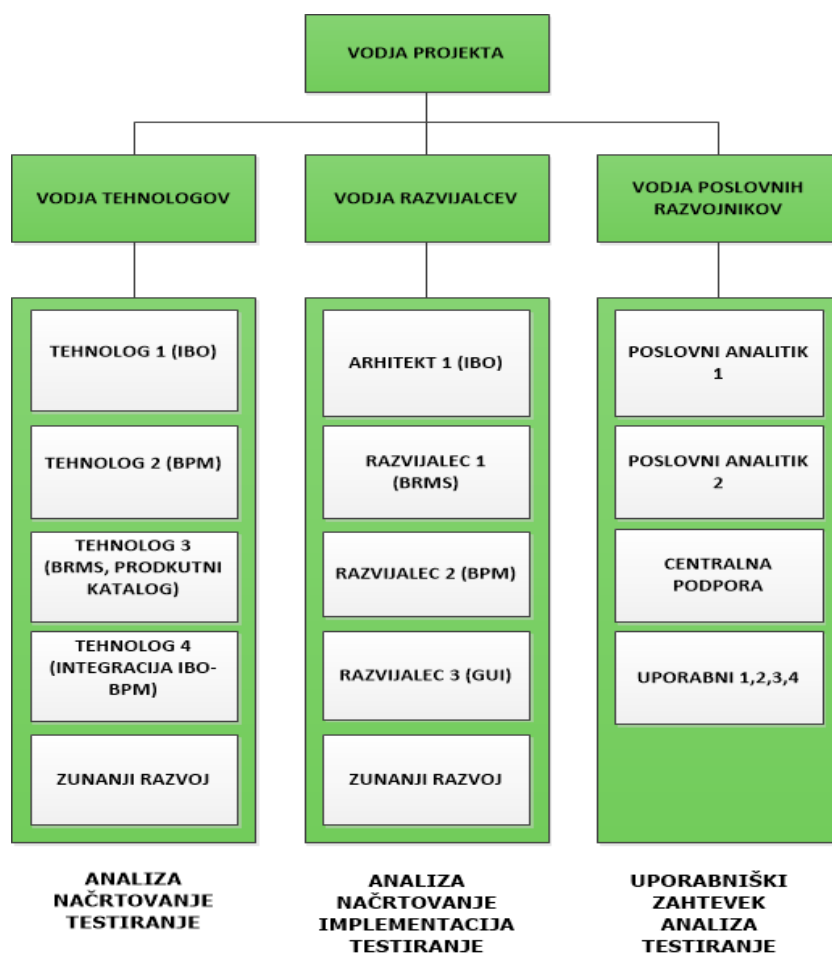 VODJA PROJEKTA
VODJA TEHNOLOGOV
VODJA RAZVIJALCEV
VODJA POSLOVNIH
RAZVOJNIKOV
TEHNOLOG 1 (IBO)
TEHNOLOG 2 (BPM)
TEHNOLOG 3
(BRMS, PRODKUTNI
KATALOG)
TEHNOLOG 4
(INTEGRACIJA IBO-
BPM)
ZUNANJI RAZVOJ
ARHITEKT 1 (IBO)
RAZVIJALEC 1
(BRMS)
RAZVIJALEC 2 (BPM)
RAZVIJALEC 3 (GUI)
ZUNANJI RAZVOJ
POSLOVNI ANALITIK
1
POSLOVNI ANALITIK
2
CENTRALNA
PODPORA
UPORABNI 1,2,3,4
ANALIZA
NAČRTOVANJE
TESTIRANJE
ANALIZA
NAČRTOVANJE
IMPLEMENTACIJA
TESTIRANJE
UPORABNIŠKI
ZAHTEVEK
ANALIZA
TESTIRANJE